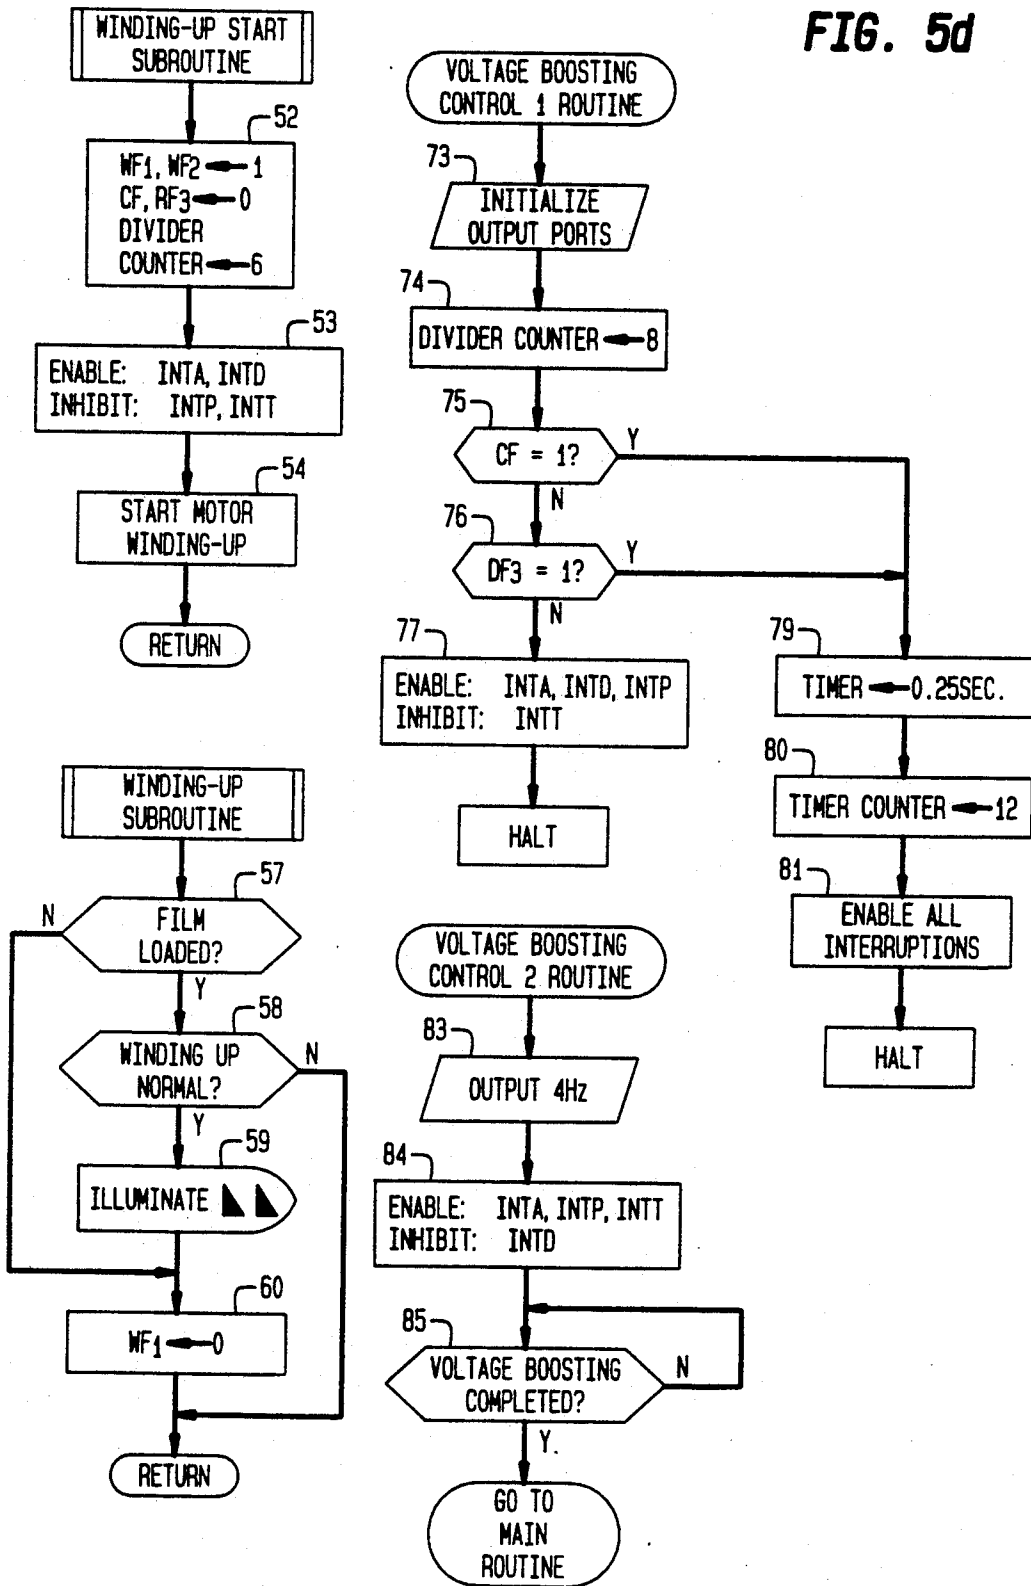 FIG. 5d
WINDING-UP START
SUBROUTINE
52
WF1, WF2 ← 1
CF, RF3 ← 0
DIVIDER
COUNTER ← 6
53
ENABLE: INTA, INTD
INHIBIT: INTP, INTT
54
START MOTOR
WINDING-UP
RETURN
WINDING-UP
SUBROUTINE
57
N
FILM
LOADED?
Y
58
WINDING UP
NORMAL?
N
Y
59
ILLUMINATE
60
WF1 ← 0
RETURN
VOLTAGE BOOSTING
CONTROL 1 ROUTINE
73
INITIALIZE
OUTPUT PORTS
74
DIVIDER COUNTER ← 8
75
CF = 1?
Y
N
76
DF3 = 1?
Y
N
77
ENABLE: INTA, INTD, INTP
INHIBIT: INTT
HALT
79
TIMER ← 0.25SEC.
80
TIMER COUNTER ← 12
81
ENABLE ALL
INTERRUPTIONS
HALT
VOLTAGE BOOSTING
CONTROL 2 ROUTINE
83
OUTPUT 4Hz
84
ENABLE: INTA, INTP, INTT
INHIBIT: INTD
85
VOLTAGE BOOSTING
COMPLETED?
N
Y.
GO TO
MAIN
ROUTINE